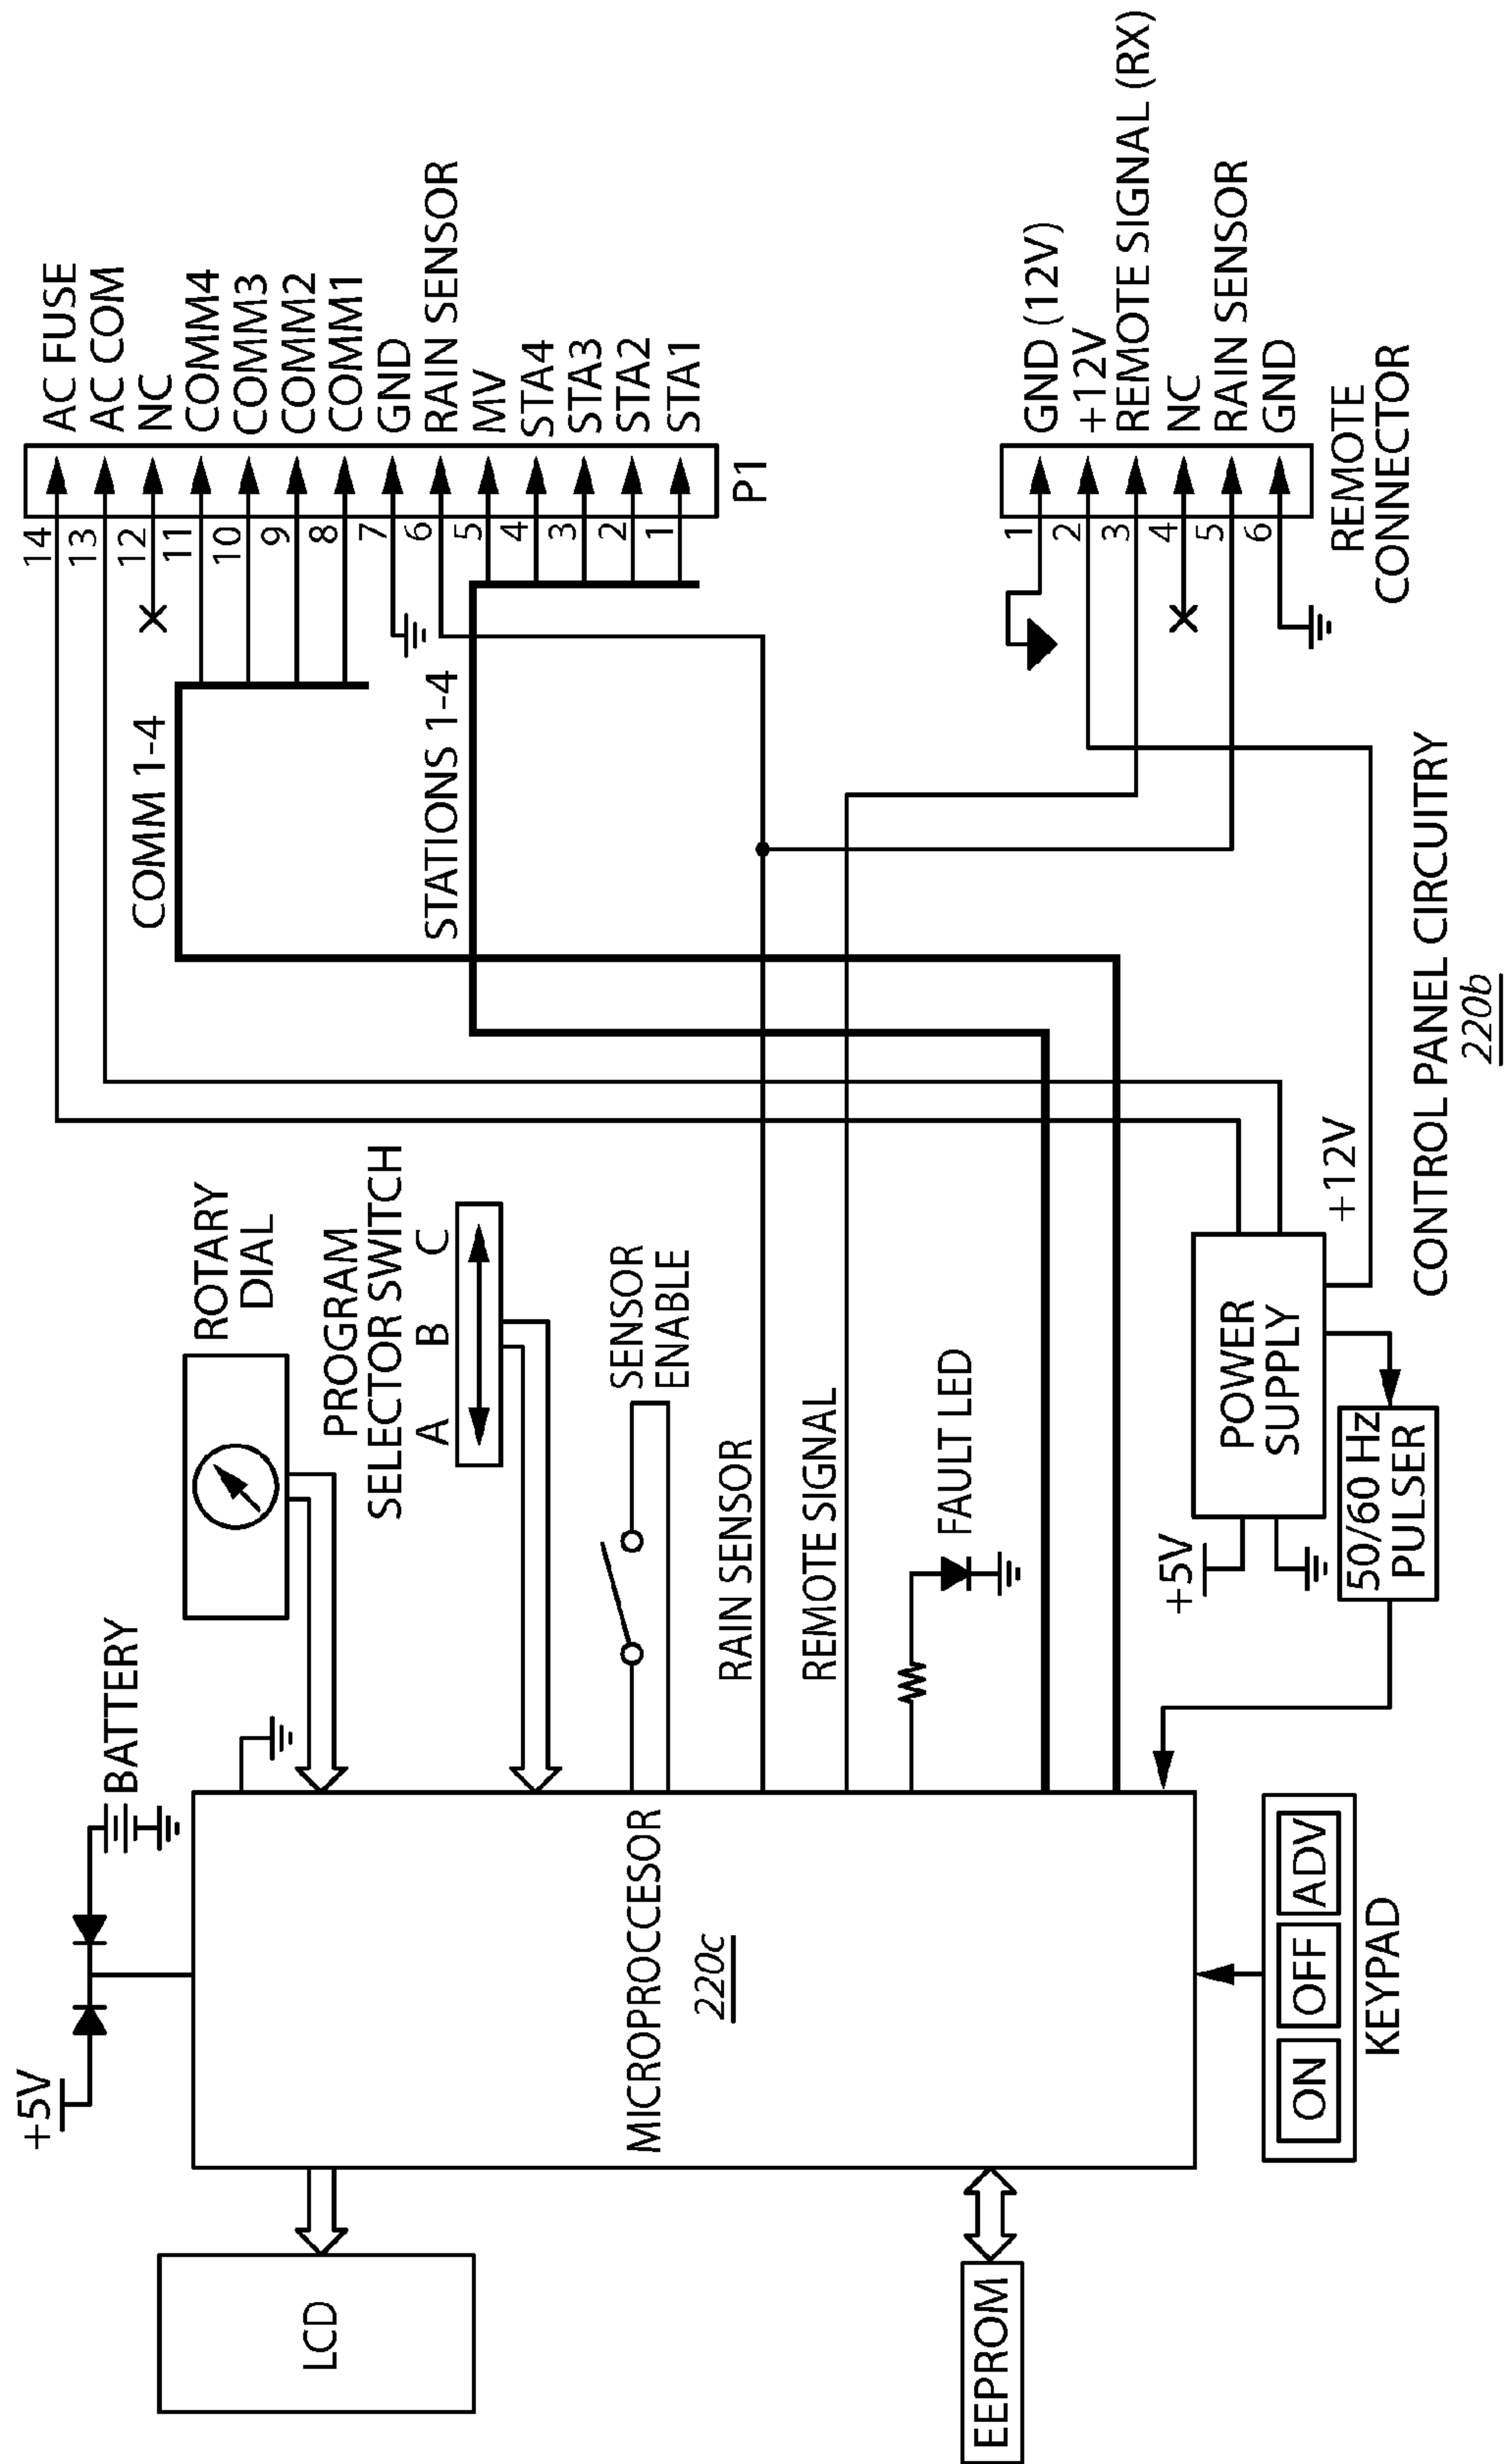 +5V
BATTERY
LCD
ROTARY
DIAL
PROGRAM
SELECTOR SWITCH
A B C
SENSOR
ENABLE
MICROPROCCESOR
220c
RAIN SENSOR
REMOTE SIGNAL
FAULT LED
EEPROM
ON OFF ADV
KEYPAD
+5V
POWER
SUPPLY
50/60 Hz
PULSER
+12V
COMM 1-4
STATIONS 1-4
14 AC FUSE
13 AC COM
12 NC
11 COMM4
10 COMM3
9 COMM2
8 COMM1
7 GND
6 RAIN SENSOR
5 MV
4 STA4
3 STA3
2 STA2
1 STA1
P1
1 GND (12V)
2 +12V
3 REMOTE SIGNAL (RX)
4 NC
5 RAIN SENSOR
6 GND
REMOTE
CONNECTOR
CONTROL PANEL CIRCUITRY
220b